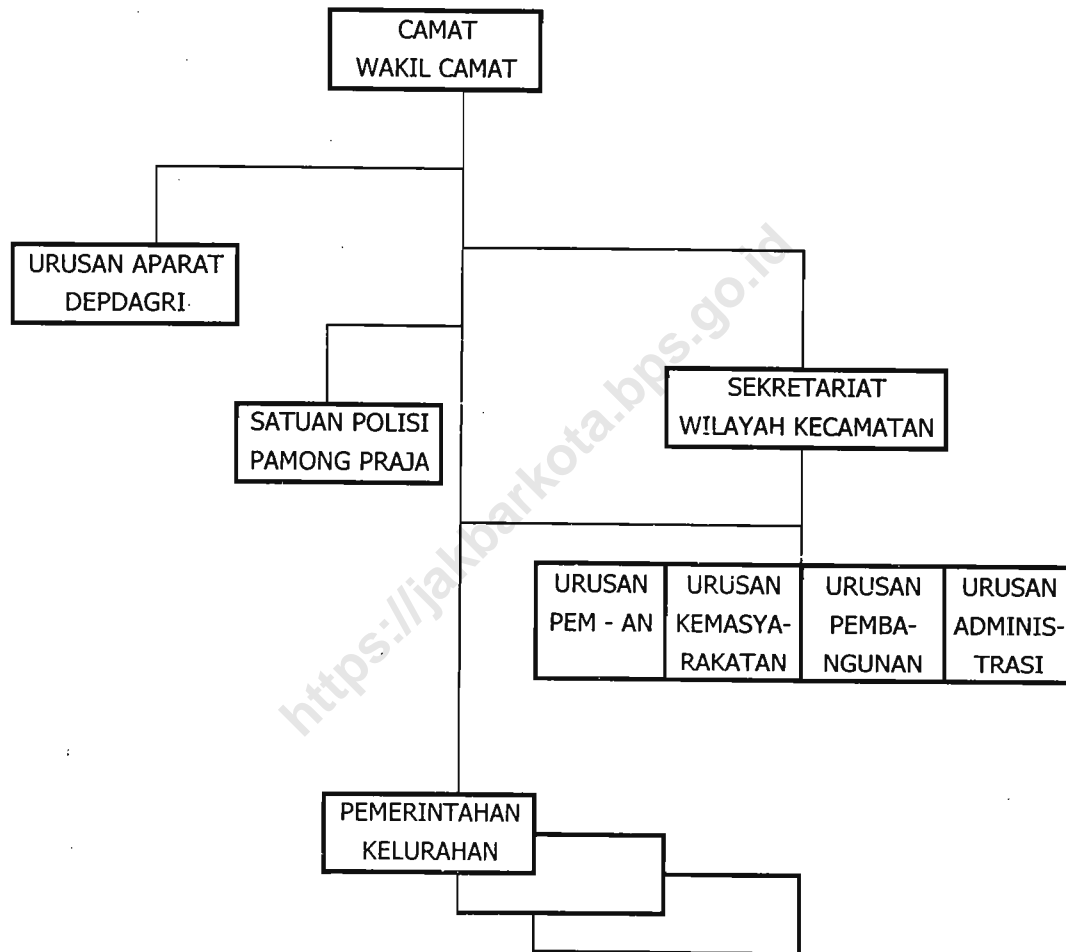 CAMAT
WAKIL CAMAT
URUSAN APARAT
DEPDAGRI
SATUAN POLISI
PAMONG PRAJA
SEKRETARIAT
WILAYAH KECAMATAN
URUSAN
PEM - AN
URUSAN
KEMASYA-
RAKATAN
URUSAN
PEMBA-
NGUNAN
URUSAN
ADMINIS-
TRASI
PEMERINTAHAN
KELURAHAN
https://jakbarkota.bps.go.id